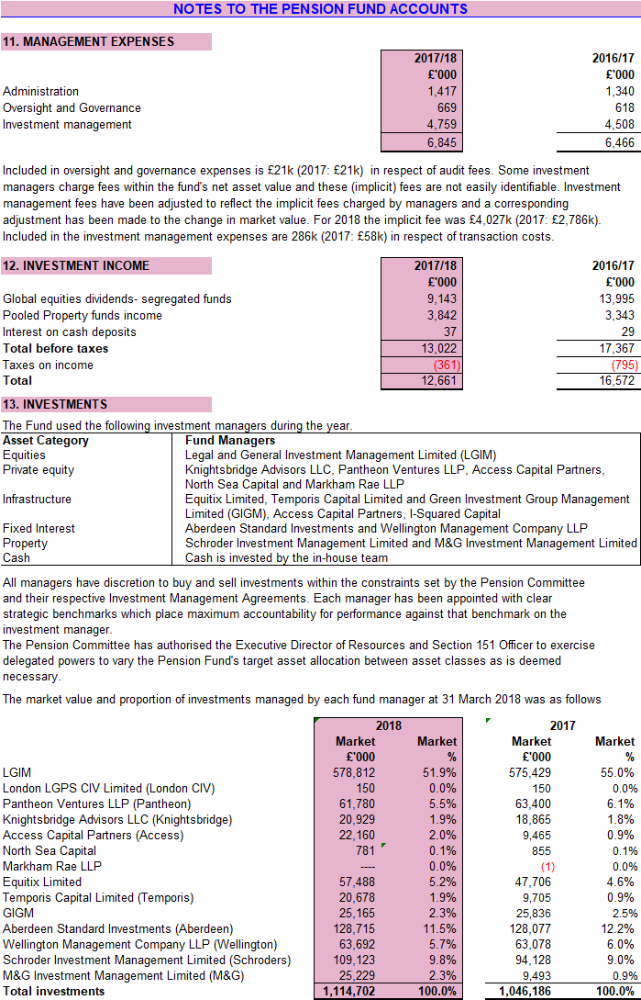 NOTES TO THE PENSION FUND ACCOUNTS
11. MANAGEMENT EXPENSES
2017/18 2016/17
£'000 £'000
Administration 1,417 1,340
Oversight and Governance 669 618
Investment management 4,759 4,508
6,845 6,466
Included in oversight and governance expenses is £21k (2017: £21k) in respect of audit fees. Some investment
managers charge fees within the fund's net asset value and these (implicit) fees are not easily identifiable. Investment
management fees have been adjusted to reflect the implicit fees charged by managers and a corresponding
adjustment has been made to the change in market value. For 2018 the implicit fee was £4,027k (2017: £2,786k).
Included in the investment management expenses are 286k (2017: £58k) in respect of transaction costs.
12. INVESTMENT INCOME 2017/18 2016/17
£'000 £'000
Global equities dividends- segregated funds 9,143 13,995
Pooled Property funds income 3,842 3,343
Interest on cash deposits 37 29
Total before taxes 13,022 17,367
Taxes on income (361) (795)
Total 12,661 16,572
13. INVESTMENTS
The Fund used the following investment managers during the year.
Asset Category Fund Managers
Equities Legal and General Investment Management Limited (LGIM)
Private equity Knightsbridge Advisors LLC, Pantheon Ventures LLP, Access Capital Partners,
North Sea Capital and Markham Rae LLP
Infrastructure Equitix Limited, Temporis Capital Limited and Green Investment Group Management
Limited (GIGM), Access Capital Partners, I-Squared Capital
Fixed Interest Aberdeen Standard Investments and Wellington Management Company LLP
Property Schroder Investment Management Limited and M&G Investment Management Limited
Cash Cash is invested by the in-house team
All managers have discretion to buy and sell investments within the constraints set by the Pension Committee
and their respective Investment Management Agreements. Each manager has been appointed with clear
strategic benchmarks which place maximum accountability for performance against that benchmark on the
investment manager.
The Pension Committee has authorised the Executive Director of Resources and Section 151 Officer to exercise
delegated powers to vary the Pension Fund's target asset allocation between asset classes as is deemed
necessary.
The market value and proportion of investments managed by each fund manager at 31 March 2018 was as follows
2018 2017
Market Market Market Market
£'000 % £'000 %
LGIM 578,812 51.9% 575,429 55.0%
London LGPS CIV Limited (London CIV) 150 0.0% 150 0.0%
Pantheon Ventures LLP (Pantheon) 61,780 5.5% 63,400 6.1%
Knightsbridge Advisors LLC (Knightsbridge) 20,929 1.9% 18,865 1.8%
Access Capital Partners (Access) 22,160 2.0% 9,465 0.9%
North Sea Capital 781 0.1% 855 0.1%
Markham Rae LLP ---- 0.0% (1) 0.0%
Equitix Limited 57,488 5.2% 47,706 4.6%
Temporis Capital Limited (Temporis) 20,678 1.9% 9,705 0.9%
GIGM 25,165 2.3% 25,836 2.5%
Aberdeen Standard Investments (Aberdeen) 128,715 11.5% 128,077 12.2%
Wellington Management Company LLP (Wellington) 63,692 5.7% 63,078 6.0%
Schroder Investment Management Limited (Schroders) 109,123 9.8% 94,128 9.0%
M&G Investment Management Limited (M&G) 25,229 2.3% 9,493 0.9%
Total investments 1,114,702 100.0% 1,046,186 100.0%